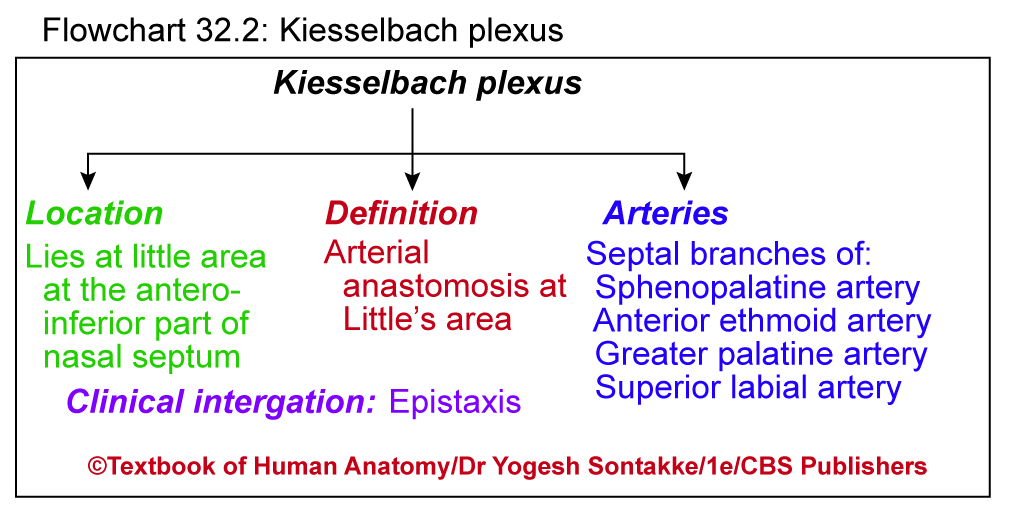 Flowchart 32.2: Kiesselbach plexus
Kiesselbach plexus
Location
Lies at little area
at the antero-
inferior part of
nasal septum
Definition
Arterial
anastomosis at
Little's area
Arteries
Septal branches of:
Sphenopalatine artery
Anterior ethmoid artery
Greater palatine artery
Superior labial artery
Clinical intergation: Epistaxis
©Textbook of Human Anatomy/Dr Yogesh Sontakke/1e/CBS Publishers